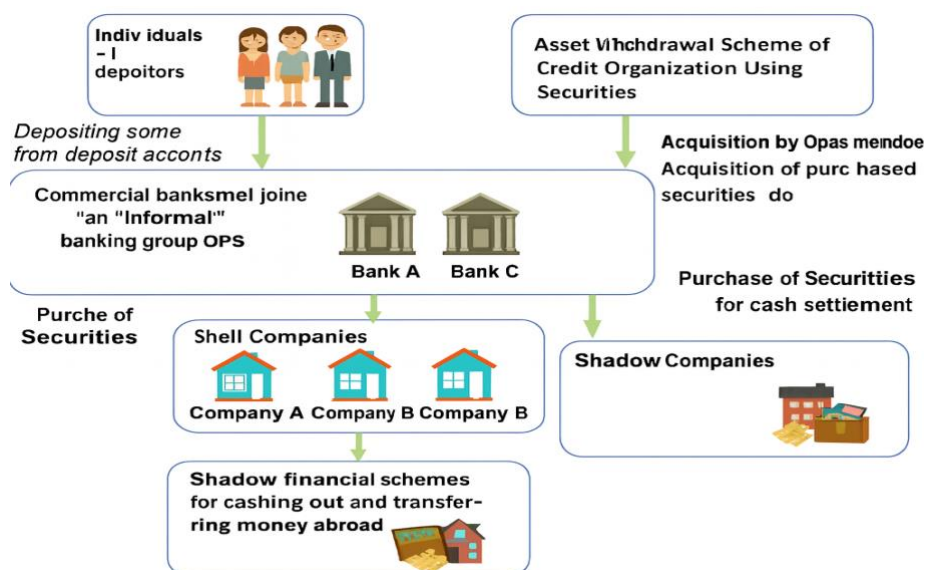 Indiv iduals
– I
depoitors
Asset Vihchdrawal Scheme of
Credit Organization Using
Securities
Depositing some
from deposit acconts
Acquisition by Opas mendoe
Acquisition of purc hased
securities do
Commercial banksmel joine
"an "Informal""
banking group OPS
Bank A
Bank C
Purche of
Securities
Purchase of Securitties
for cash settiement
Shell Companies
Company A Company B Company B
Shadow Companies
Shadow financial schemes
for cashing out and transfer-
ring money abroad